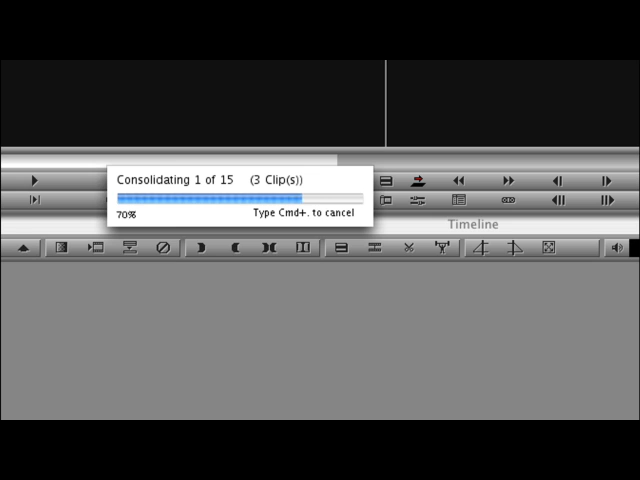 Consolidating 1 of 15 (3 Clip(s))
70%
Type Cmd+. to cancel
Timeline